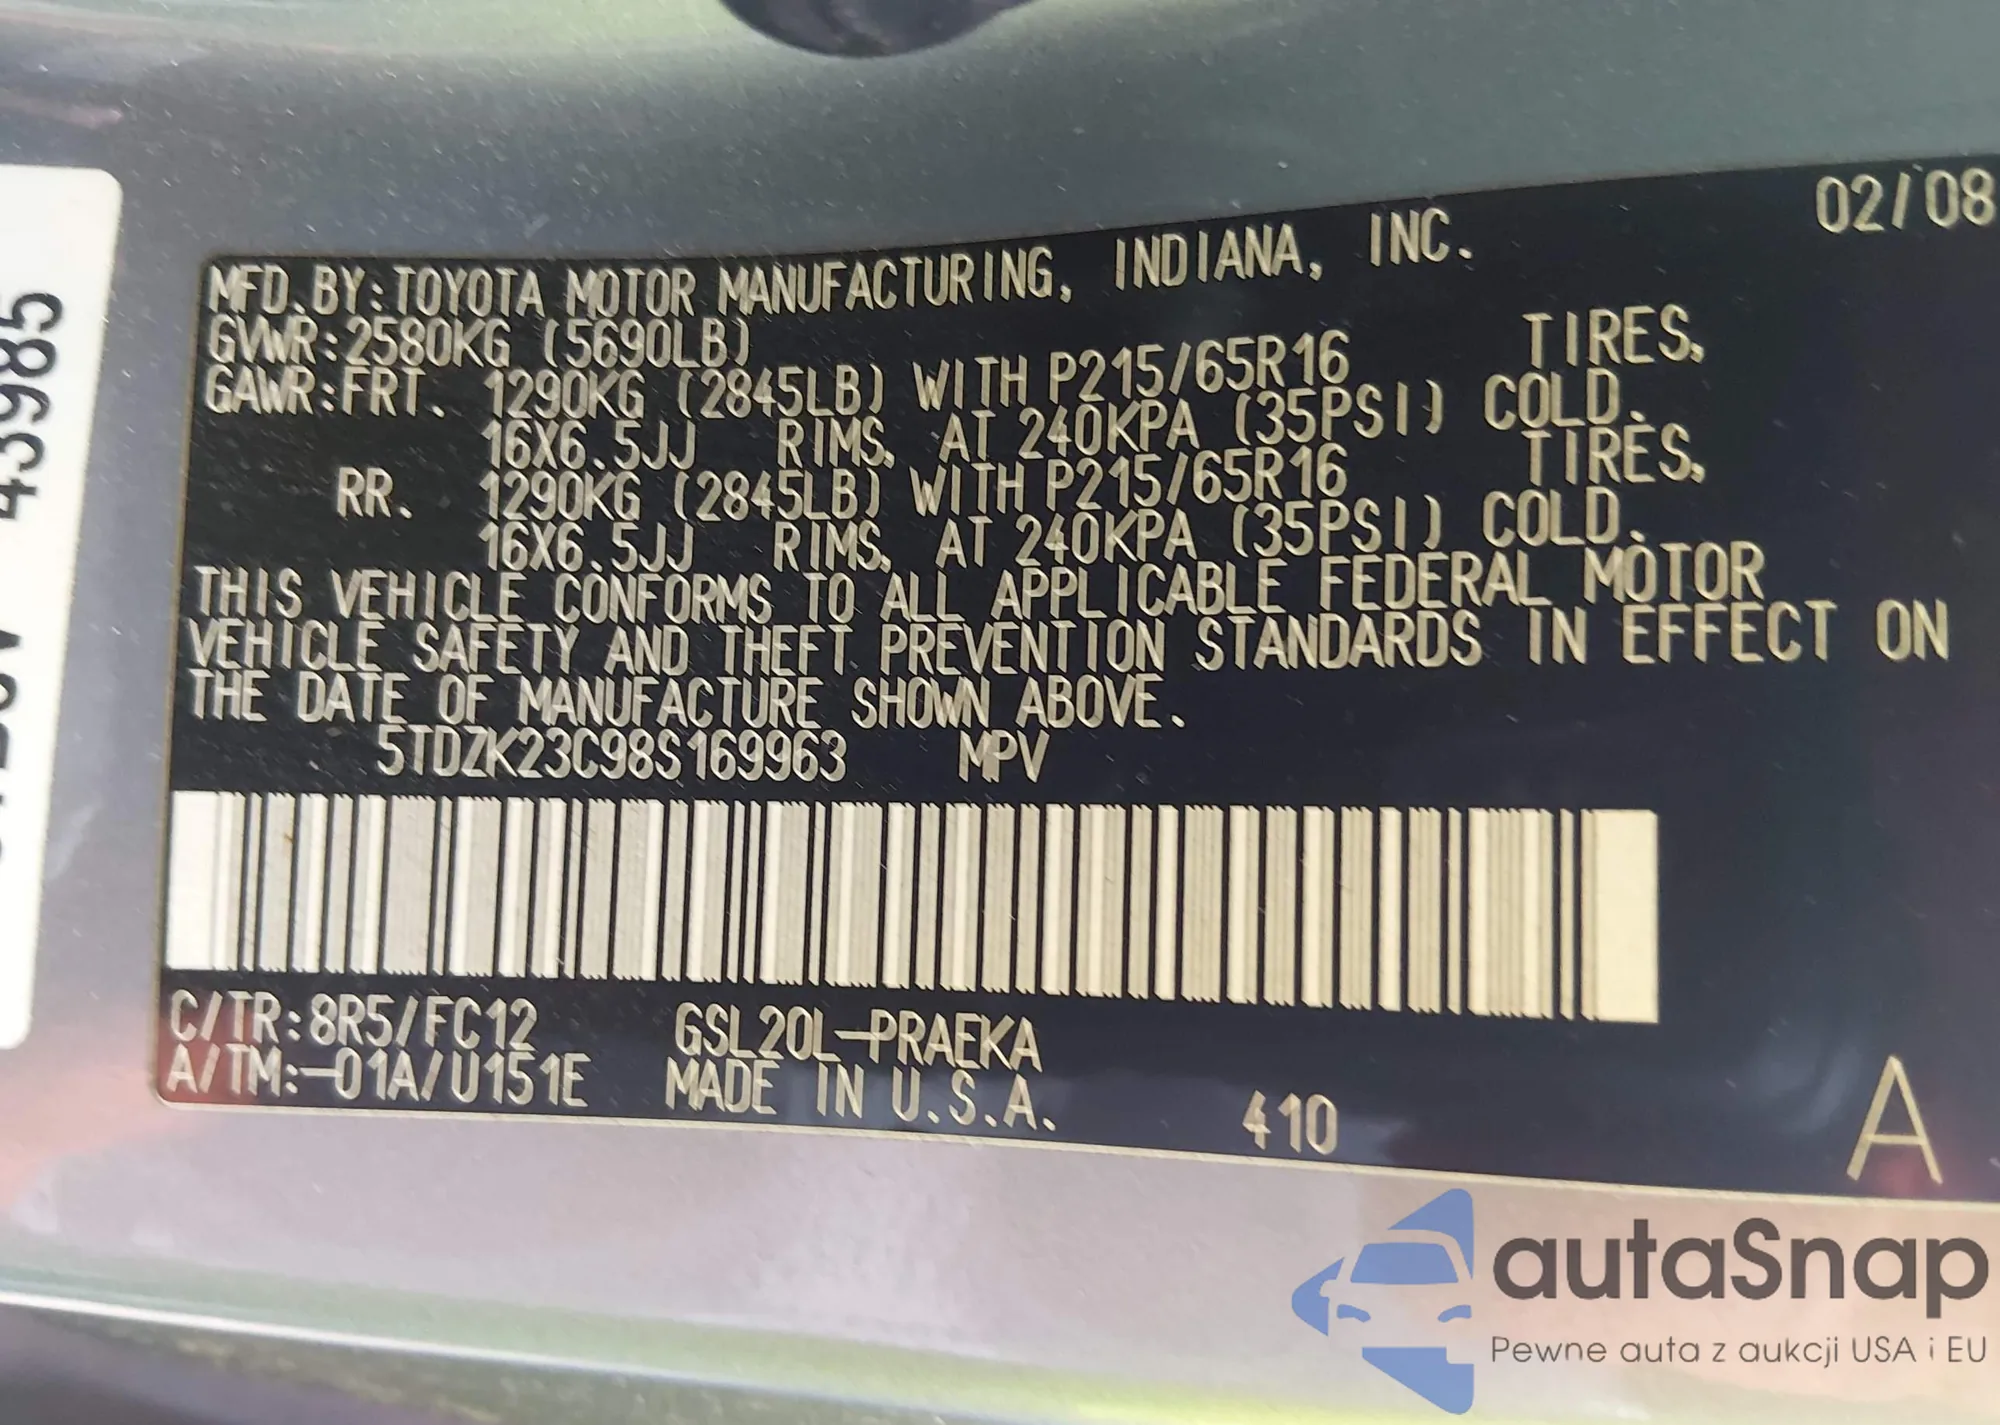 02/08
MFD.BY:TOYOTA MOTOR MANUFACTURING, INDIANA, INC.
GVWR:2580KG (5690LB)
GAWR:FRT. 1290KG (2845LB) WITH P215/65R16 TIRES,
16X6.5JJ RIMS, AT 240KPA (35PSI) COLD.
RR. 1290KG (2845LB) WITH P215/65R16 TIRES,
16X6.5JJ RIMS, AT 240KPA (35PSI) COLD.
THIS VEHICLE CONFORMS TO ALL APPLICABLE FEDERAL MOTOR
VEHICLE SAFETY AND THEFT PREVENTION STANDARDS IN EFFECT ON
THE DATE OF MANUFACTURE SHOWN ABOVE.
5TDZK23C98S169963 MPV
C/TR:8R5/FC12 GSL20L-PRAEKA
A/TM:-01A/U151E MADE IN U.S.A. 410 A
43985
autaSnap
Pewne auta z aukcji USA i EU